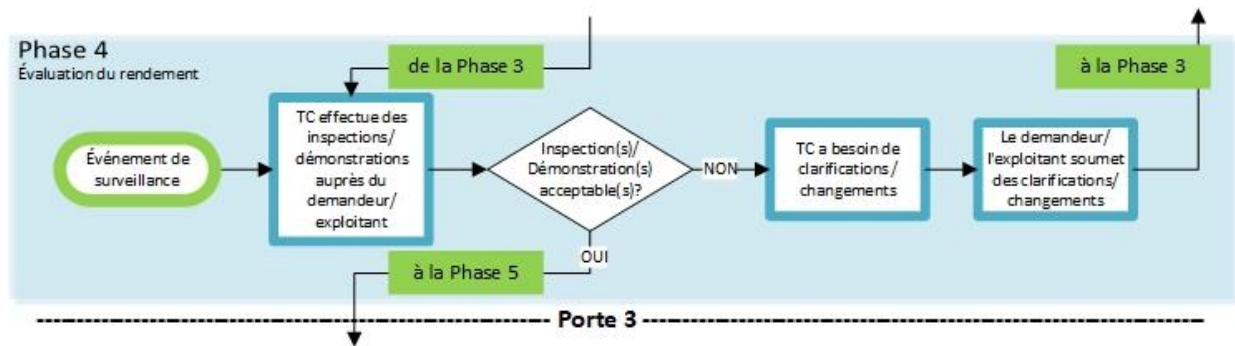 Phase 4
Évaluation du rendement
de la Phase 3
à la Phase 3
Événement de
surveillance
TC effectue des
inspections/
démonstrations
auprès du
demandeur/
exploitant
Inspection(s)/
Démonstration(s)
acceptable(s)?
NON
TC a besoin de
clarifications/
changements
Le demandeur/
l'exploitant soumet
des clarifications/
changements
OUI
à la Phase 5
Porte 3